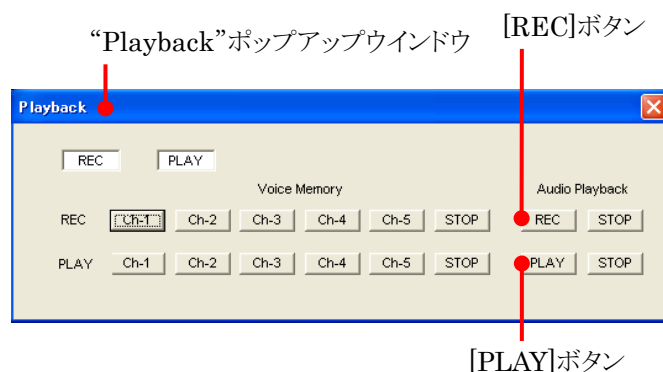 “Playback”ポップアップウインドウ
[REC]ボタン
Playback
REC PLAY
Voice Memory Audio Playback
REC Ch-1 Ch-2 Ch-3 Ch-4 Ch-5 STOP REC STOP
PLAY Ch-1 Ch-2 Ch-3 Ch-4 Ch-5 STOP PLAY STOP
[PLAY]ボタン